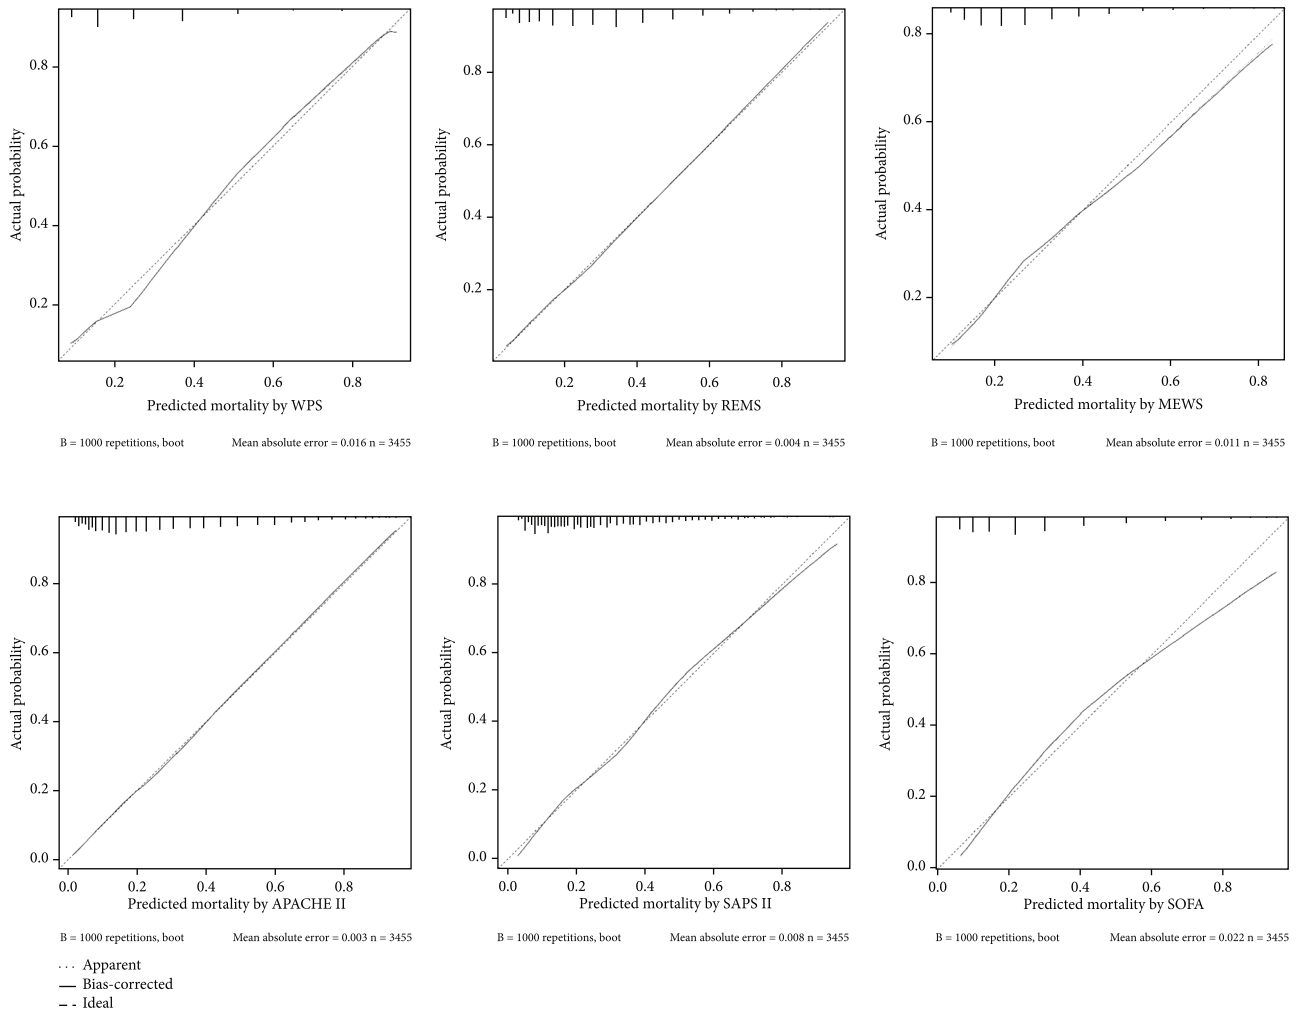 Actual probability
0.8
0.6
0.4
0.2
0.2 0.4 0.6 0.8
Predicted mortality by WPS
B = 1000 repetitions, boot Mean absolute error = 0.016 n = 3455
Actual probability
0.8
0.6
0.4
0.2
0.2 0.4 0.6 0.8
Predicted mortality by REMS
B = 1000 repetitions, boot Mean absolute error = 0.004 n = 3455
Actual probability
0.8
0.6
0.4
0.2
0.2 0.4 0.6 0.8
Predicted mortality by MEWS
B = 1000 repetitions, boot Mean absolute error = 0.011 n = 3455
Actual probability
0.8
0.6
0.4
0.2
0.0
0.0 0.2 0.4 0.6 0.8
Predicted mortality by APACHE II
B = 1000 repetitions, boot Mean absolute error = 0.003 n = 3455
Actual probability
0.8
0.6
0.4
0.2
0.0
0.0 0.2 0.4 0.6 0.8
Predicted mortality by SAPS II
B = 1000 repetitions, boot Mean absolute error = 0.008 n = 3455
Actual probability
0.8
0.6
0.4
0.2
0.0
0.0 0.2 0.4 0.6 0.8
Predicted mortality by SOFA
B = 1000 repetitions, boot Mean absolute error = 0.022 n = 3455
Apparent
Bias-corrected
Ideal